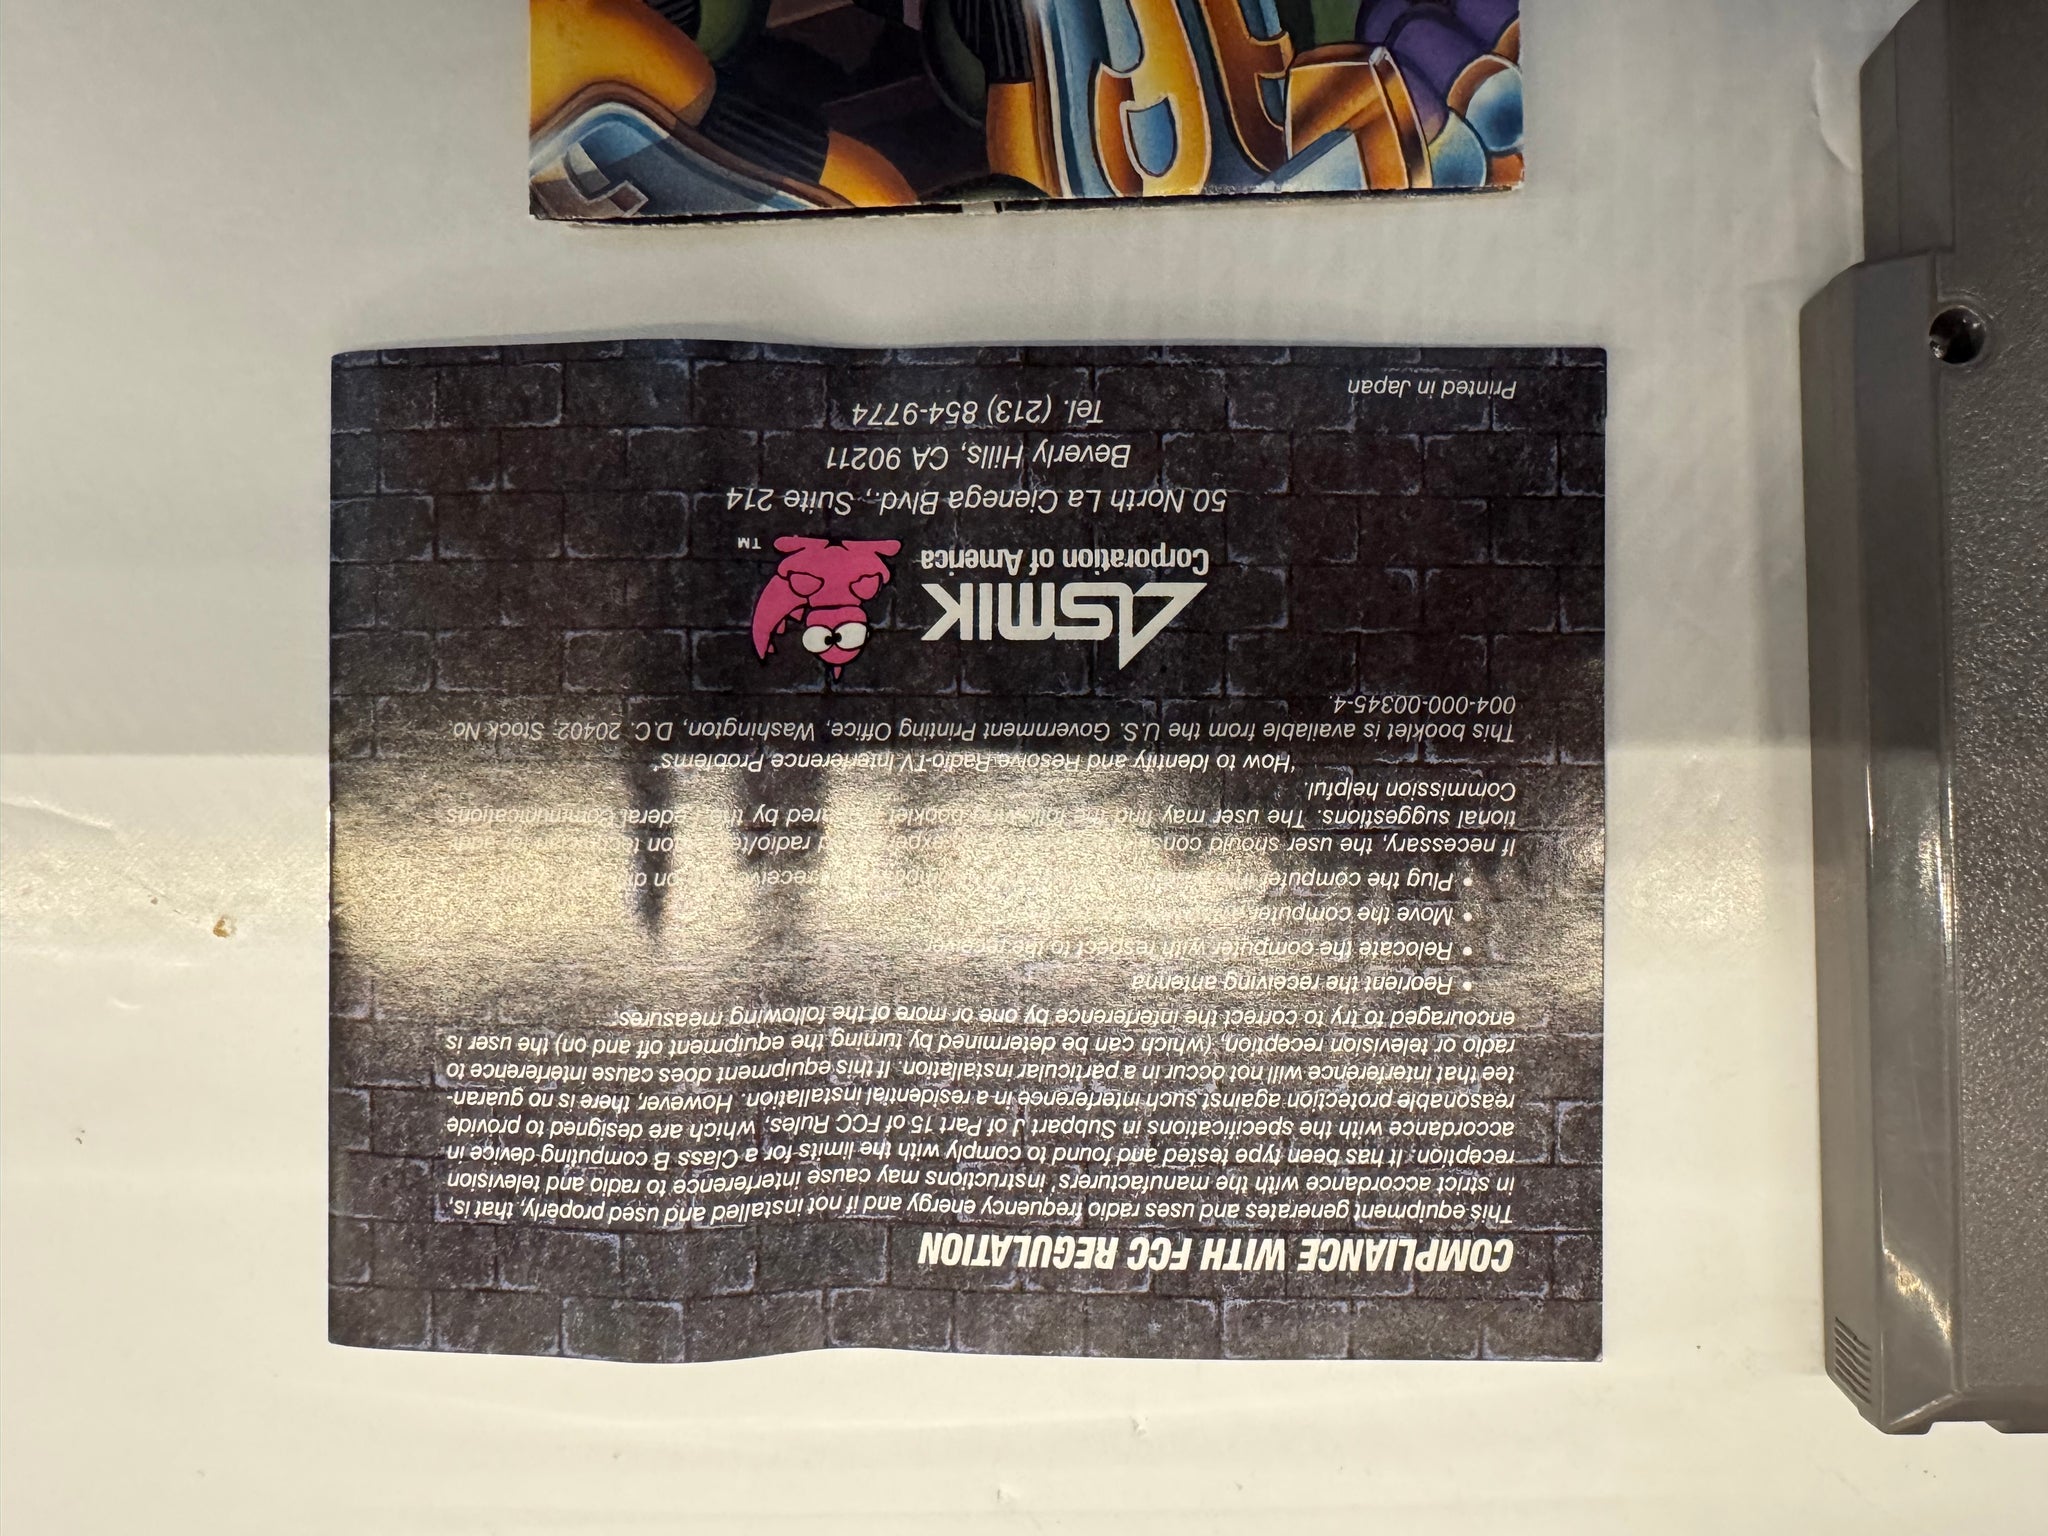 COMPLIANCE WITH FCC REGULATION
This equipment generates and uses radio frequency energy and if not installed and used properly, that is,
in strict accordance with the manufacturers' instructions may cause interference to radio and television
reception. It has been type tested and found to comply with the limits for a Class B computing device in
accordance with the specifications in Subpart J of Part 15 of FCC Rules, which are designed to provide
reasonable protection against such interference in a residential installation. However, there is no guaran-
tee that interference will not occur in a particular installation. If this equipment does cause interference to
radio or television reception, (which can be determined by turning the equipment off and on) the user is
encouraged to try to correct the interference by one or more of the following measures:
• Reorient the receiving antenna
• Relocate the computer with respect to the receiver
• Move the computer
• Plug the computer
If necessary, the user should radio/ technician for addi-
tional suggestions. The user may find the following booklet by the Federal Communications
Commission helpful.
"How to Identify and Resolve Radio-TV Interference Problems"
This booklet is available from the U.S. Government Printing Office, Washington, D.C. 20402, Stock No.
004-000-00345-4.
ASMIK
Corporation of America
TM
50 North La Cienega Blvd., Suite 214
Beverly Hills, CA 90211
Tel. (213) 854-9774
Printed in Japan